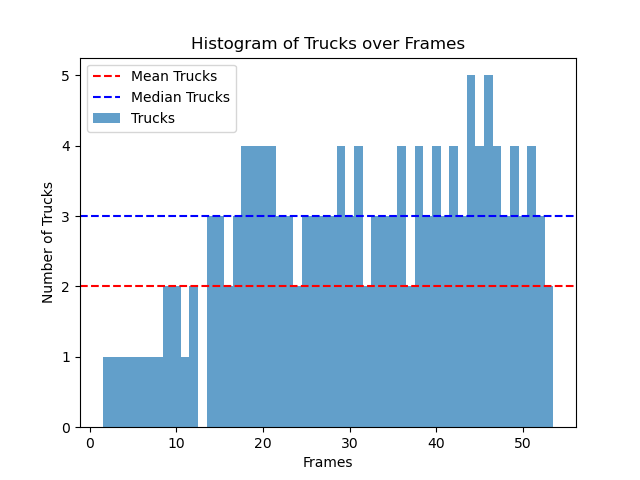 Histogram of Trucks over Frames
Mean Trucks
Median Trucks
Trucks
Number of Trucks
5
4
3
2
1
0
0 10 20 30 40 50
Frames